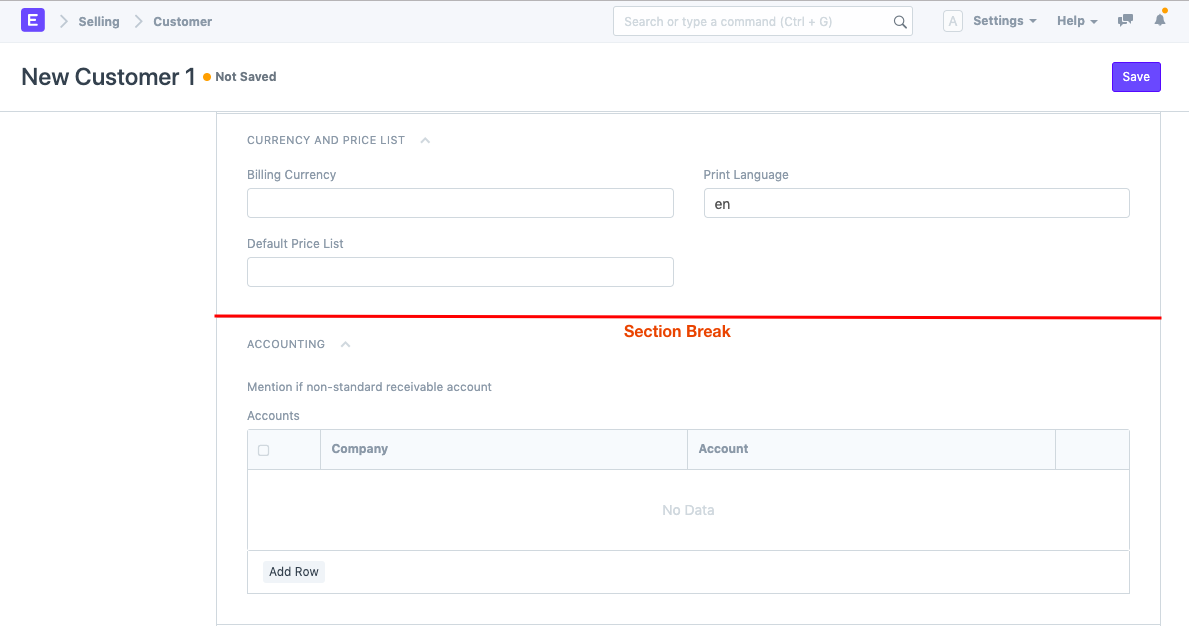 E Selling Customer Search or type a command (Ctrl + G) A Settings Help
New Customer 1 Not Saved Save
CURRENCY AND PRICE LIST
Billing Currency Print Language
en
Default Price List
Section Break
ACCOUNTING
Mention if non-standard receivable account
Accounts
Company Account
No Data
Add Row